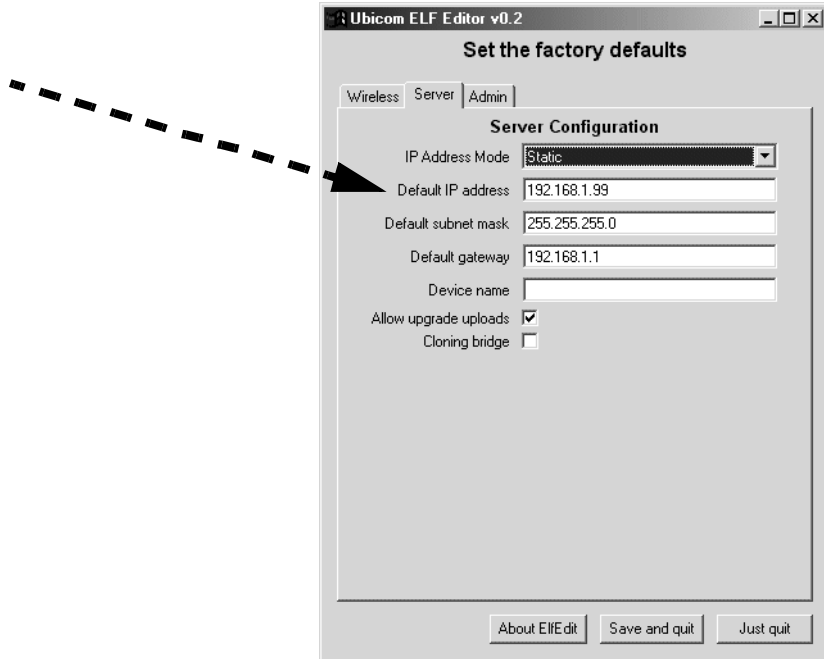 Ubicom ELF Editor v0.2
Set the factory defaults
Wireless Server Admin
Server Configuration
IP Address Mode Static
Default IP address 192.168.1.99
Default subnet mask 255.255.255.0
Default gateway 192.168.1.1
Device name
Allow upgrade uploads
Cloning bridge
About ElfEdit Save and quit Just quit